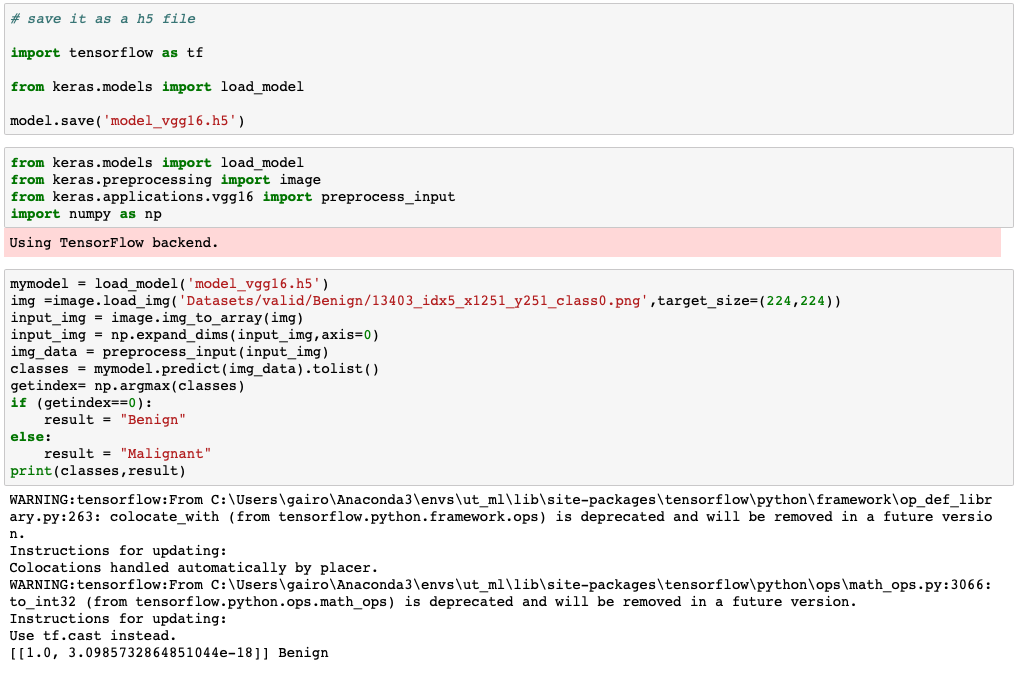 # save it as a h5 file
import tensorflow as tf
from keras.models import load_model
model.save('model_vgg16.h5')
from keras.models import load_model
from keras.preprocessing import image
from keras.applications.vgg16 import preprocess_input
import numpy as np
Using TensorFlow backend.
mymodel = load_model('model_vgg16.h5')
img =image.load_img('Datasets/valid/Benign/13403_idx5_x1251_y251_class0.png',target_size=(224,224))
input_img = image.img_to_array(img)
input_img = np.expand_dims(input_img,axis=0)
img_data = preprocess_input(input_img)
classes = mymodel.predict(img_data).tolist()
getindex= np.argmax(classes)
if (getindex==0):
    result = "Benign"
else:
    result = "Malignant"
print(classes,result)
WARNING:tensorflow:From C:\Users\gairo\Anaconda3\envs\ut_ml\lib\site-packages\tensorflow\python\framework\op_def_libr
ary.py:263: colocate_with (from tensorflow.python.framework.ops) is deprecated and will be removed in a future versio
n.
Instructions for updating:
Colocations handled automatically by placer.
WARNING:tensorflow:From C:\Users\gairo\Anaconda3\envs\ut_ml\lib\site-packages\tensorflow\python\ops\math_ops.py:3066:
to_int32 (from tensorflow.python.ops.math_ops) is deprecated and will be removed in a future version.
Instructions for updating:
Use tf.cast instead.
[[1.0, 3.0985732864851044e-18]] Benign